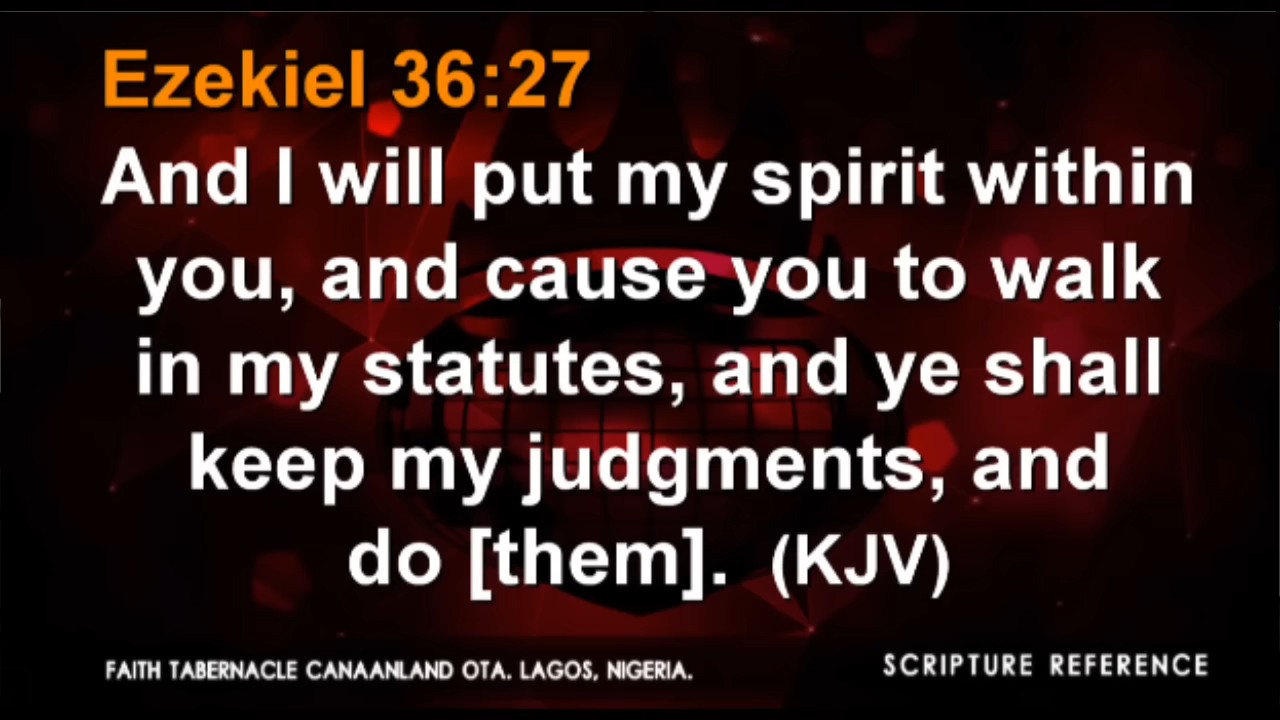 Ezekiel 36:27
And I will put my spirit within
you, and cause you to walk
in my statutes, and ye shall
keep my judgments, and
do [them]. (KJV)
FAITH TABERNACLE CANAANLAND OTA. LAGOS, NIGERIA.
SCRIPTURE REFERENCE